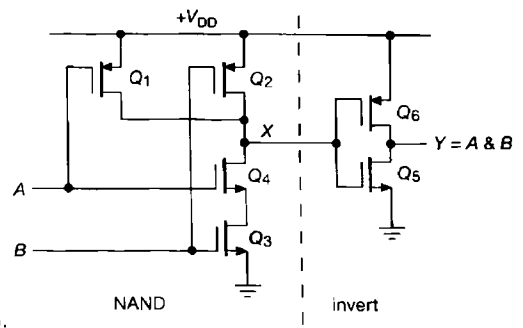 +VDD
Q1
Q2
Q6
X
Y = A & B
A
Q4
Q5
B
Q3
NAND
invert